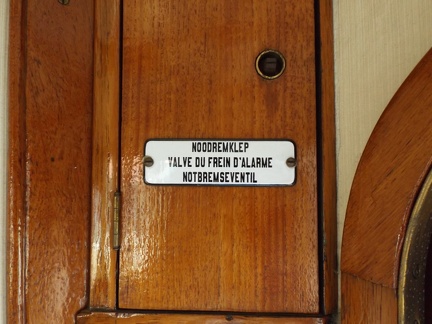 NOODREMKLEP
VALVE DU FREIN D'ALARME
NOTBREMSEVENTIL